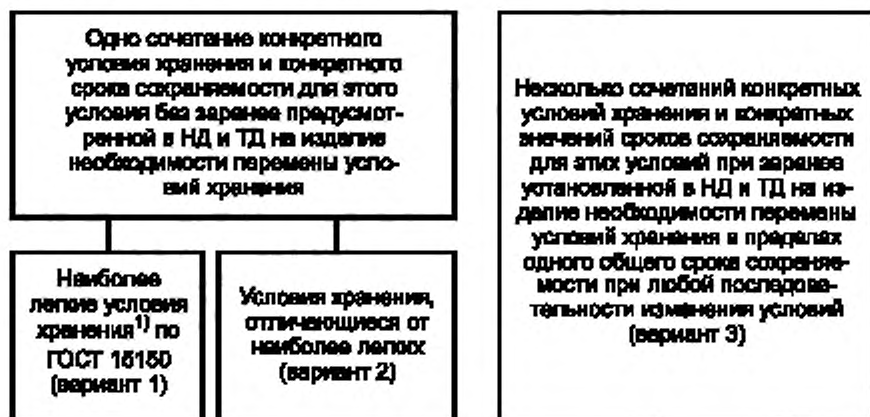 Одно сочетание конкретного
условия хранения и конкретного
срока сохраняемости для этого
условия без заранее предусмот-
ренной в НД и ТД на изделие
необходимости перемены усло-
вий хранения
Наиболее
легкие условия
хранения1) по
ГОСТ 15150
(вариант 1)
Условия хранения,
отличающиеся от
наиболее легких
(вариант 2)
Несколько сочетаний конкретных
условий хранения и конкретных
значений сроков сохраняемости
для этих условий при заранее
установленной в НД и ТД на из-
делие необходимости перемены
условий хранения в пределах
одного общего срока сохраняе-
мости при любой последова-
тельности изменения условий
(вариант 3)